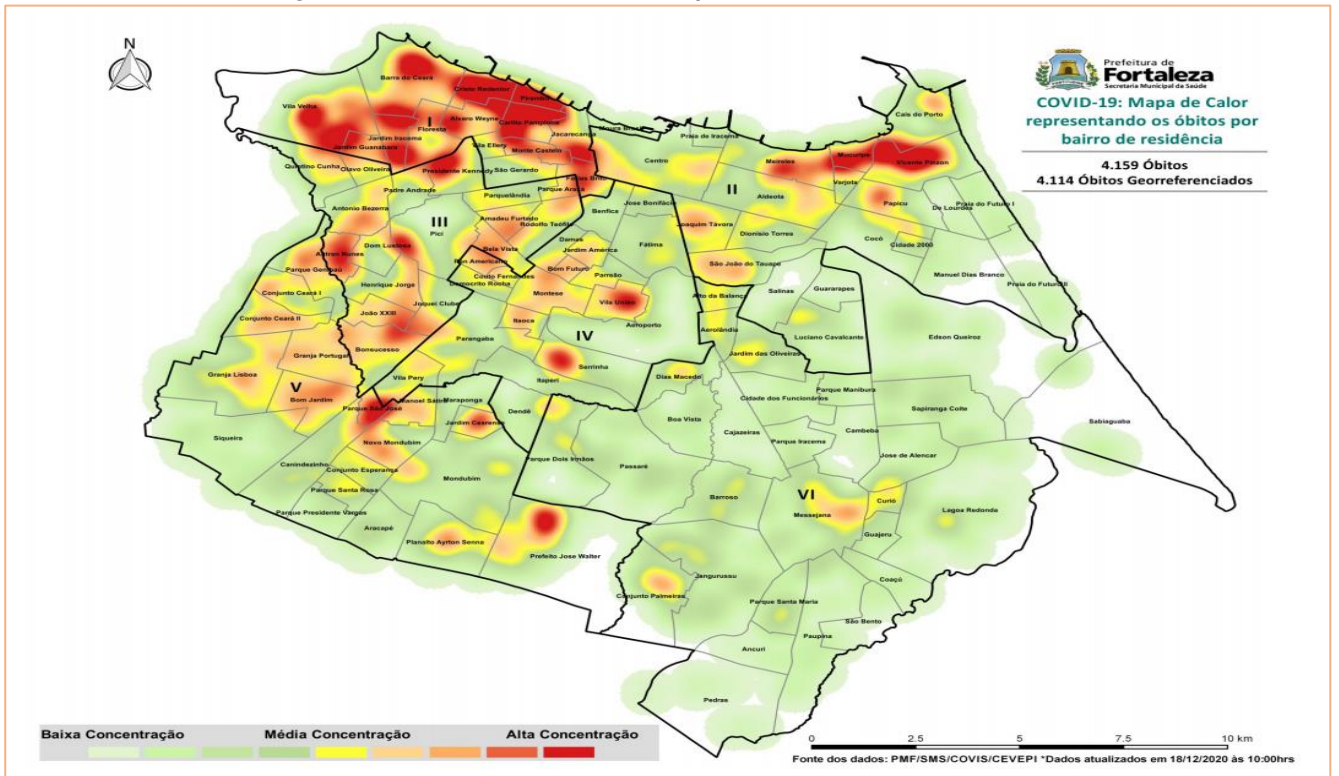 N
Prefeitura de
Fortaleza
Secretaria Municipal da Saúde
COVID-19: Mapa de Calor
representando os óbitos por
bairro de residência
4.159 Óbitos
4.114 Óbitos Georreferenciados
Barra do Ceará
Cristo Redentor
Pirambu
Vila Velha
I
Floresta
Alvaro Weyne
Carlito Pamplona
Jacarecanga
Moura Brasil
Jardim Iracema
Jardim Guanabara
Vila Ellery
Monte Castelo
Quintino Cunha
Olavo Oliveira
Presidente Kennedy
São Gerardo
Farias Brito
Parque Araxá
Padre Andrade
Parquelândia
Antonio Bezerra
III
Pici
Amadeu Furtado
Rodolfo Teófilo
Benfica
Jose Bonifácio
Centro
Praia de Iracema
Meireles
Mucuripe
Vicente Pinzon
Cais do Porto
II
Aldeota
Varjota
Papicu
De Lourdes
Praia do Futuro I
Joaquim Távora
Dionisio Torres
Cocó
Cidade 2000
Manuel Dias Branco
Praia do Futuro II
Dom Lustosa
Autran Nunes
Bela Vista
Damas
Jardim América
Fátima
Parque Genibaú
Pan Americano
Couto Fernandes
Democrito Rocha
Bom Futuro
Parreão
São João do Tauape
Conjunto Ceará I
Henrique Jorge
Montese
Vila União
Alto da Balança
Salinas
Guararapes
João XXIII
Joquei Clube
Conjunto Ceará II
Itaoca
Aeroporto
Aerolândia
Luciano Cavalcante
Edson Queiroz
Bonsucesso
Parangaba
IV
Granja Portugal
Jardim das Oliveiras
Granja Lisboa
V
Vila Pery
Itaperi
Serrinha
Dias Macedo
Bom Jardim
Parque São José
Manoel Sátiro
Maraponga
Jardim Cearense
Dendê
Cidade dos Funcionários
Parque Manibura
Boa Vista
Sapiranga Coite
Sabiaguaba
Siqueira
Novo Mondubim
Cajazeiras
Parque Iracema
Cambeba
Canindezinho
Conjunto Esperança
Mondubim
Parque Dois Irmãos
Passaré
Jose de Alencar
Parque Santa Rosa
Barroso
VI
Messejana
Curió
Lagoa Redonda
Parque Presidente Vargas
Aracapé
Planalto Ayrton Senna
Prefeito Jose Walter
Guajeru
Jangurussu
Coaçú
Conjunto Palmeiras
Parque Santa Maria
São Bento
Paupina
Ancuri
Pedras
Baixa Concentração Média Concentração Alta Concentração
0 2.5 5 7.5 10 km
Fonte dos dados: PMF/SMS/COVIS/CEVEPI *Dados atualizados em 18/12/2020 às 10:00hrs